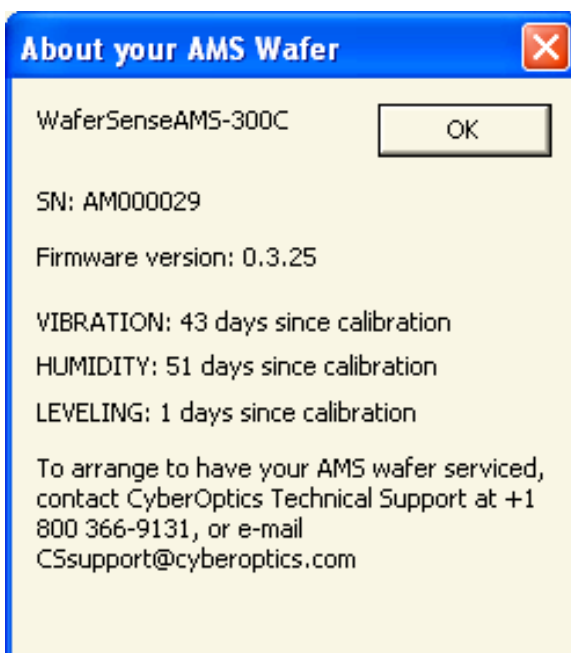 About your AMS Wafer
WaferSenseAMS-300C
OK
SN: AM000029
Firmware version: 0.3.25
VIBRATION: 43 days since calibration
HUMIDITY: 51 days since calibration
LEVELING: 1 days since calibration
To arrange to have your AMS wafer serviced,
contact CyberOptics Technical Support at +1
800 366-9131, or e-mail
CSsupport@cyberoptics.com